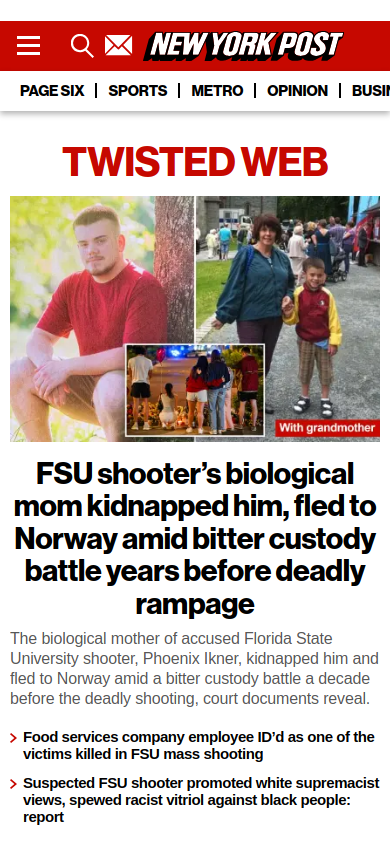 NEW YORK POST
PAGE SIX
SPORTS
METRO
OPINION
BUSI
TWISTED WEB
With grandmother
FSU shooter’s biological
mom kidnapped him, fled to
Norway amid bitter custody
battle years before deadly
rampage
The biological mother of accused Florida State
University shooter, Phoenix Ikner, kidnapped him and
fled to Norway amid a bitter custody battle a decade
before the deadly shooting, court documents reveal.
Food services company employee ID’d as one of the
victims killed in FSU mass shooting
Suspected FSU shooter promoted white supremacist
views, spewed racist vitriol against black people:
report